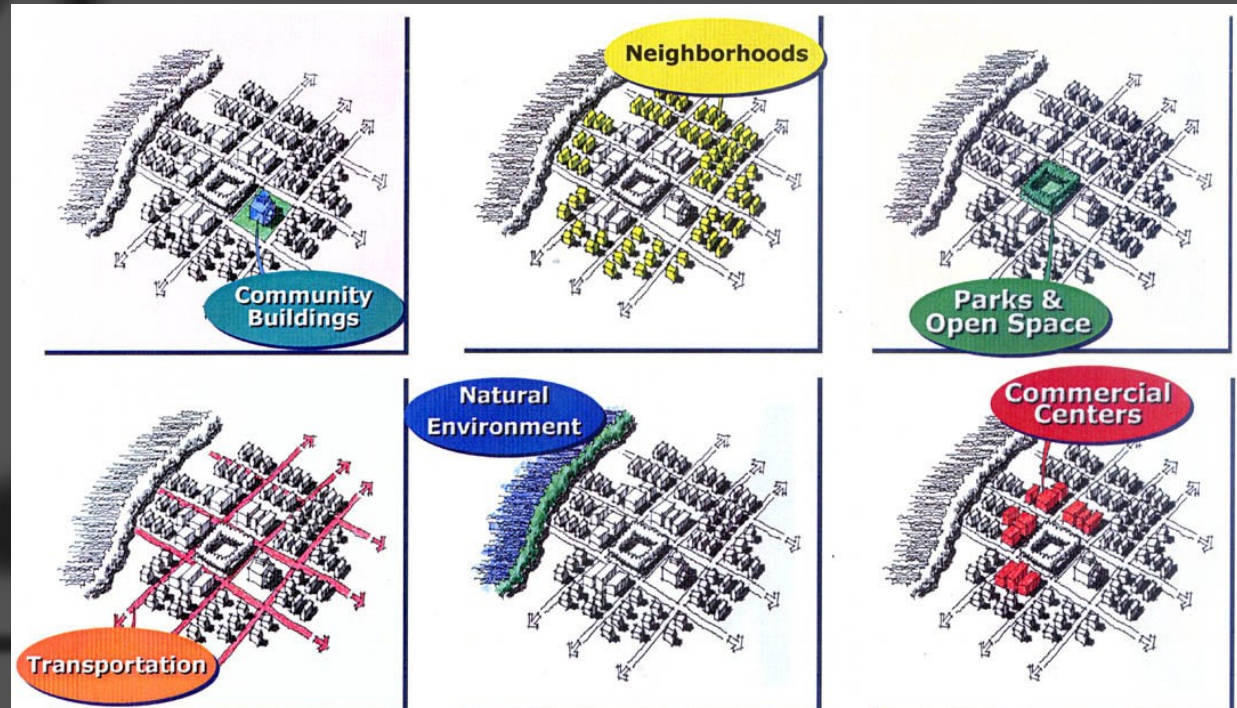 Community
Buildings
Neighborhoods
Parks &
Open Space
Transportation
Natural
Environment
Commercial
Centers